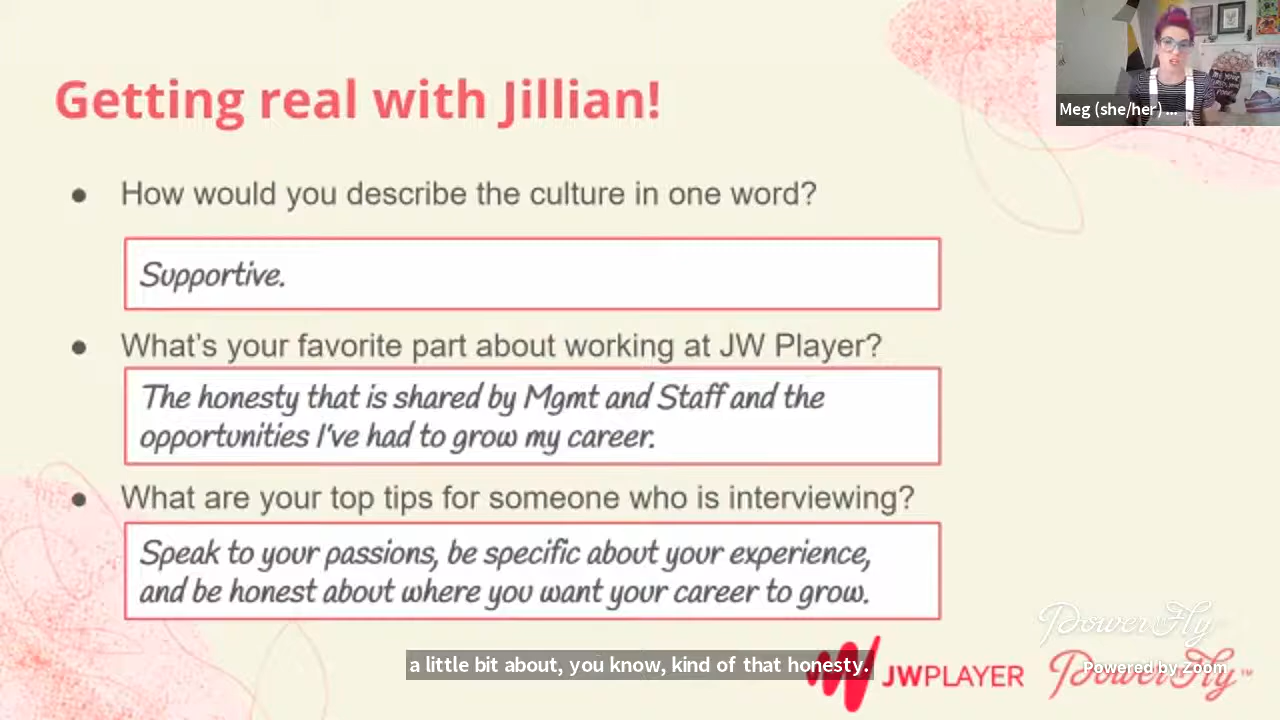 Getting real with Jillian!
Meg (she/her) ...
● How would you describe the culture in one word?
Supportive.
● What's your favorite part about working at JW Player?
The honesty that is shared by Mgmt and Staff and the
opportunities I've had to grow my career.
● What are your top tips for someone who is interviewing?
Speak to your passions, be specific about your experience,
and be honest about where you want your career to grow.
a little bit about, you know, kind of that honesty.
JWPLAYER
PowerToFly
Powered by Zoom
PowerToFly™